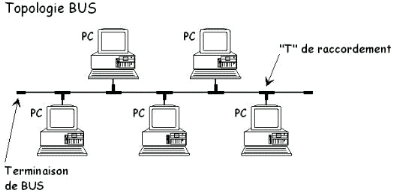 Topologie BUS
PC
PC
"T" de raccordement
PC
PC
PC
Terminaison
de BUS